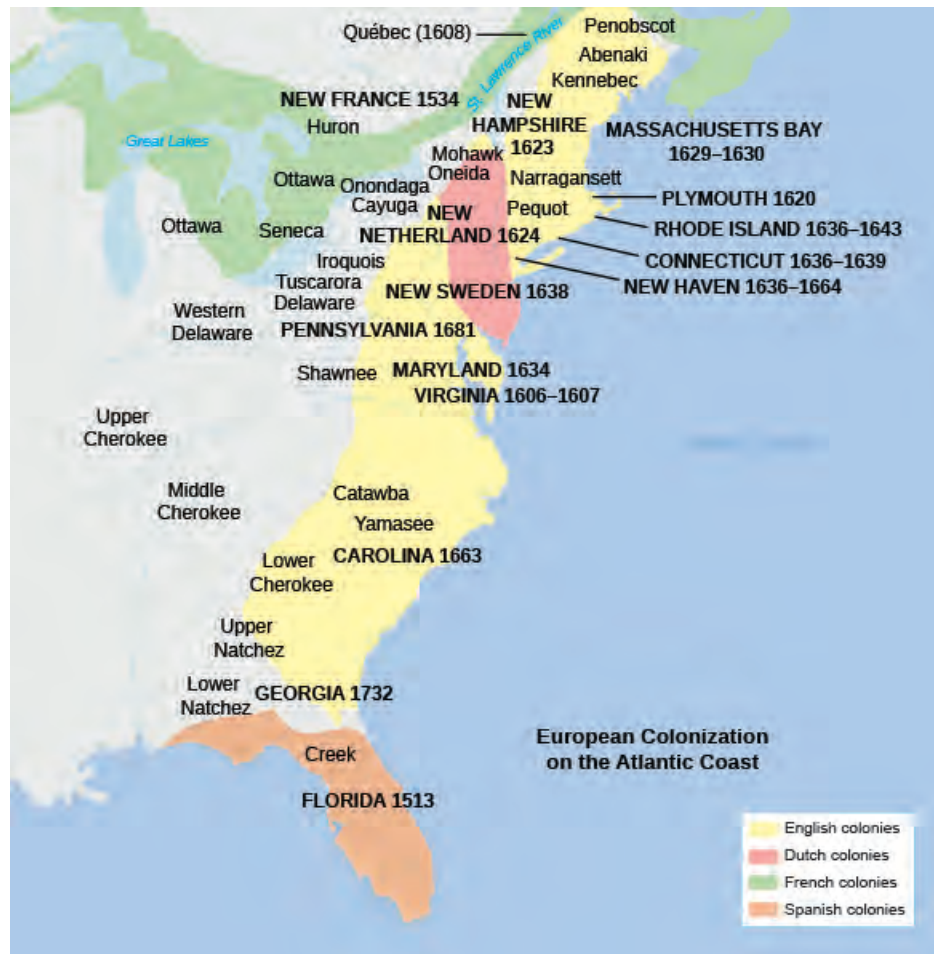 Québec (1608)
St. Lawrence River
Penobscot
Abenaki
Kennebec
NEW FRANCE 1534
Huron
Great Lakes
NEW
HAMPSHIRE
1623
MASSACHUSETTS BAY
1629–1630
Mohawk
Oneida
Ottawa
Onondaga
Cayuga
Narragansett
PLYMOUTH 1620
Ottawa
Seneca
NEW
NETHERLAND 1624
Pequot
RHODE ISLAND 1636–1643
Iroquois
CONNECTICUT 1636–1639
Tuscarora
Delaware
NEW SWEDEN 1638
NEW HAVEN 1636–1664
Western
Delaware
PENNSYLVANIA 1681
Shawnee
MARYLAND 1634
VIRGINIA 1606–1607
Upper
Cherokee
Middle
Cherokee
Catawba
Yamasee
Lower
Cherokee
CAROLINA 1663
Upper
Natchez
Lower
Natchez
GEORGIA 1732
Creek
FLORIDA 1513
European Colonization
on the Atlantic Coast
English colonies
Dutch colonies
French colonies
Spanish colonies